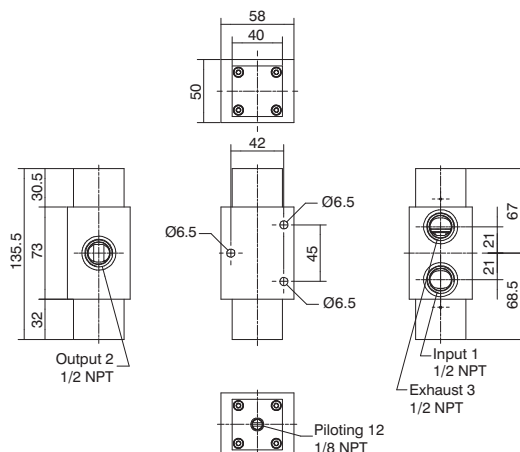 58
40
50
42
30.5
135.5
73
32
Ø6.5
Ø6.5
45
Ø6.5
67
21
21
68.5
Output 2
1/2 NPT
Input 1
1/2 NPT
Exhaust 3
1/2 NPT
Piloting 12
1/8 NPT